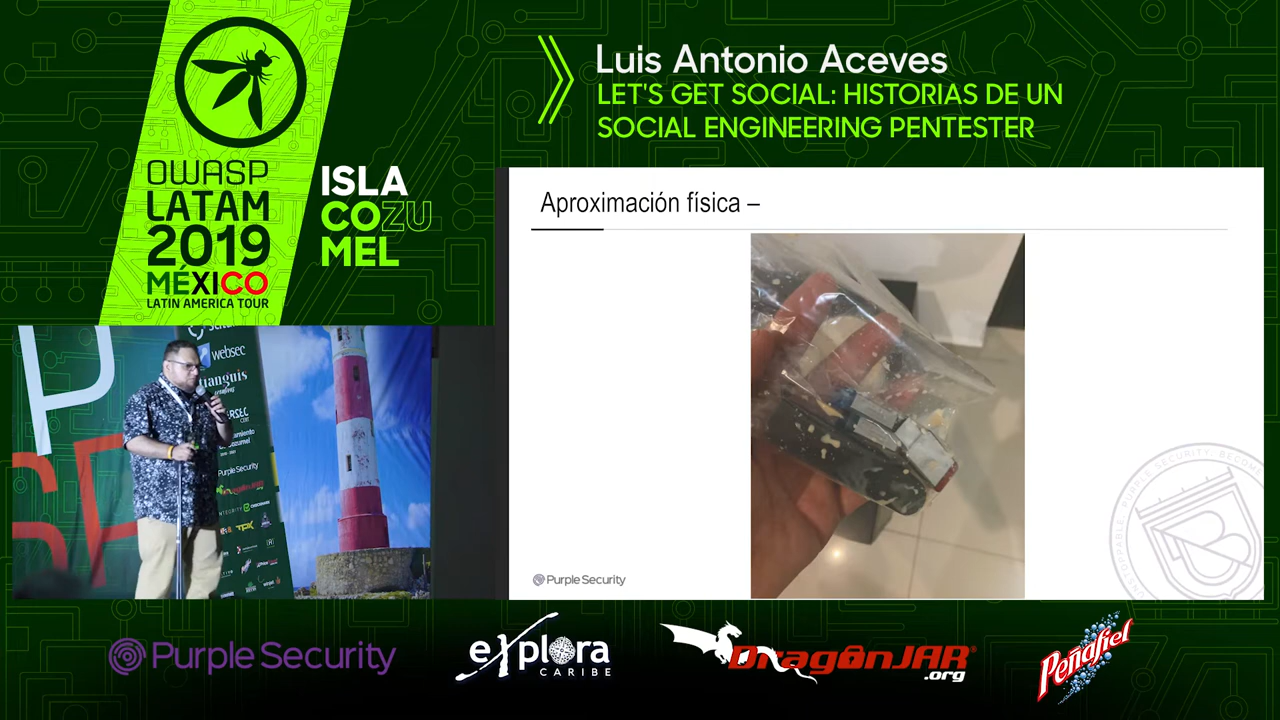 OWASP
LATAM
2019
MÉXICO
LATIN AMERICA TOUR
ISLA
COZU
MEL
Luis Antonio Aceves
LET'S GET SOCIAL: HISTORIAS DE UN
SOCIAL ENGINEERING PENTESTER
Aproximación física –
Purple Security
websec
Purple Security
Purple Security
explora
CARIBE
DragonJAR
.org
Peñafiel